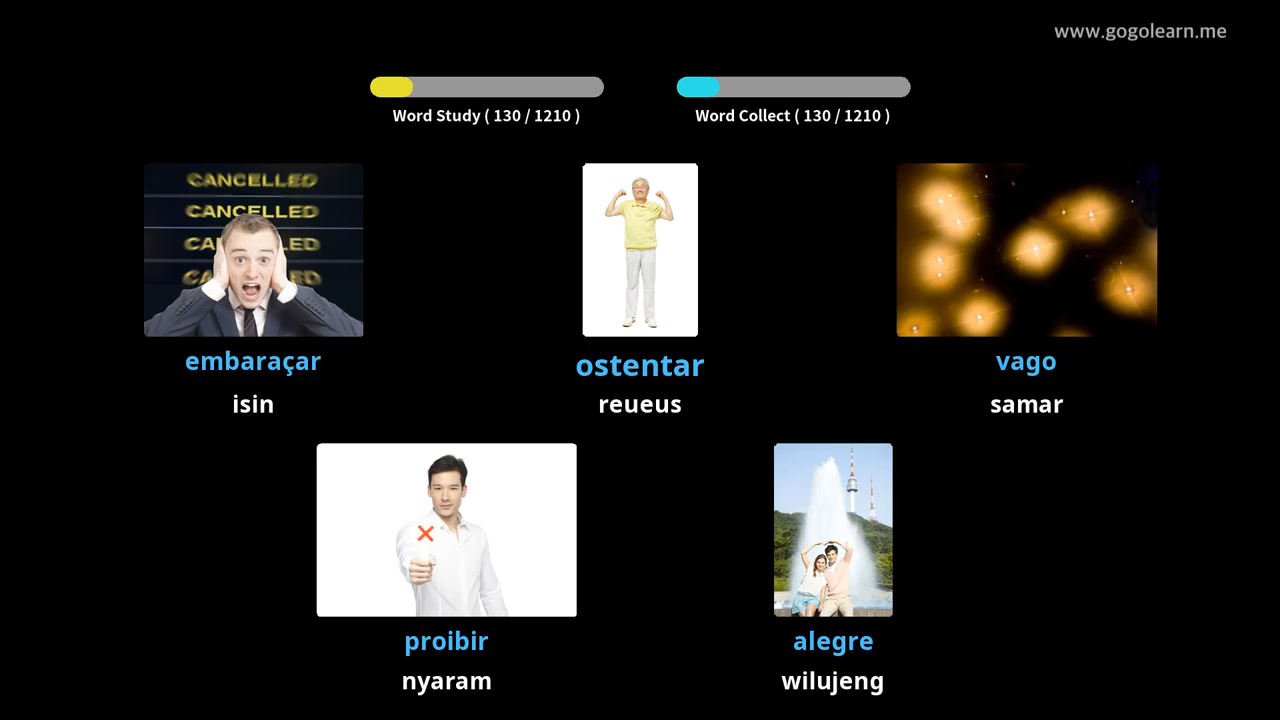 www.gogolearn.me
Word Study ( 130 / 1210 )
Word Collect ( 130 / 1210 )
CANCELLED
CANCELLED
embaraçar
isin
ostentar
reueus
vago
samar
proibir
nyaram
alegre
wilujeng